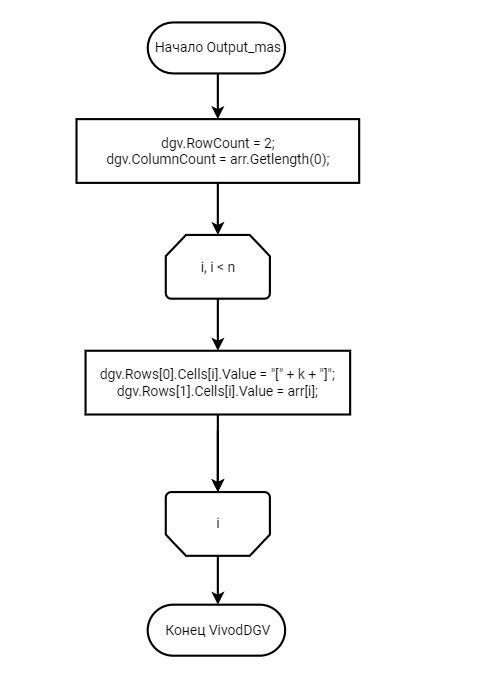 Начало Output_mas
dgv.RowCount = 2;
dgv.ColumnCount = arr.Getlength(0);
i, i < n
dgv.Rows[0].Cells[i].Value = "[" + k + "]";
dgv.Rows[1].Cells[i].Value = arr[i];
i
Конец VivodDGV